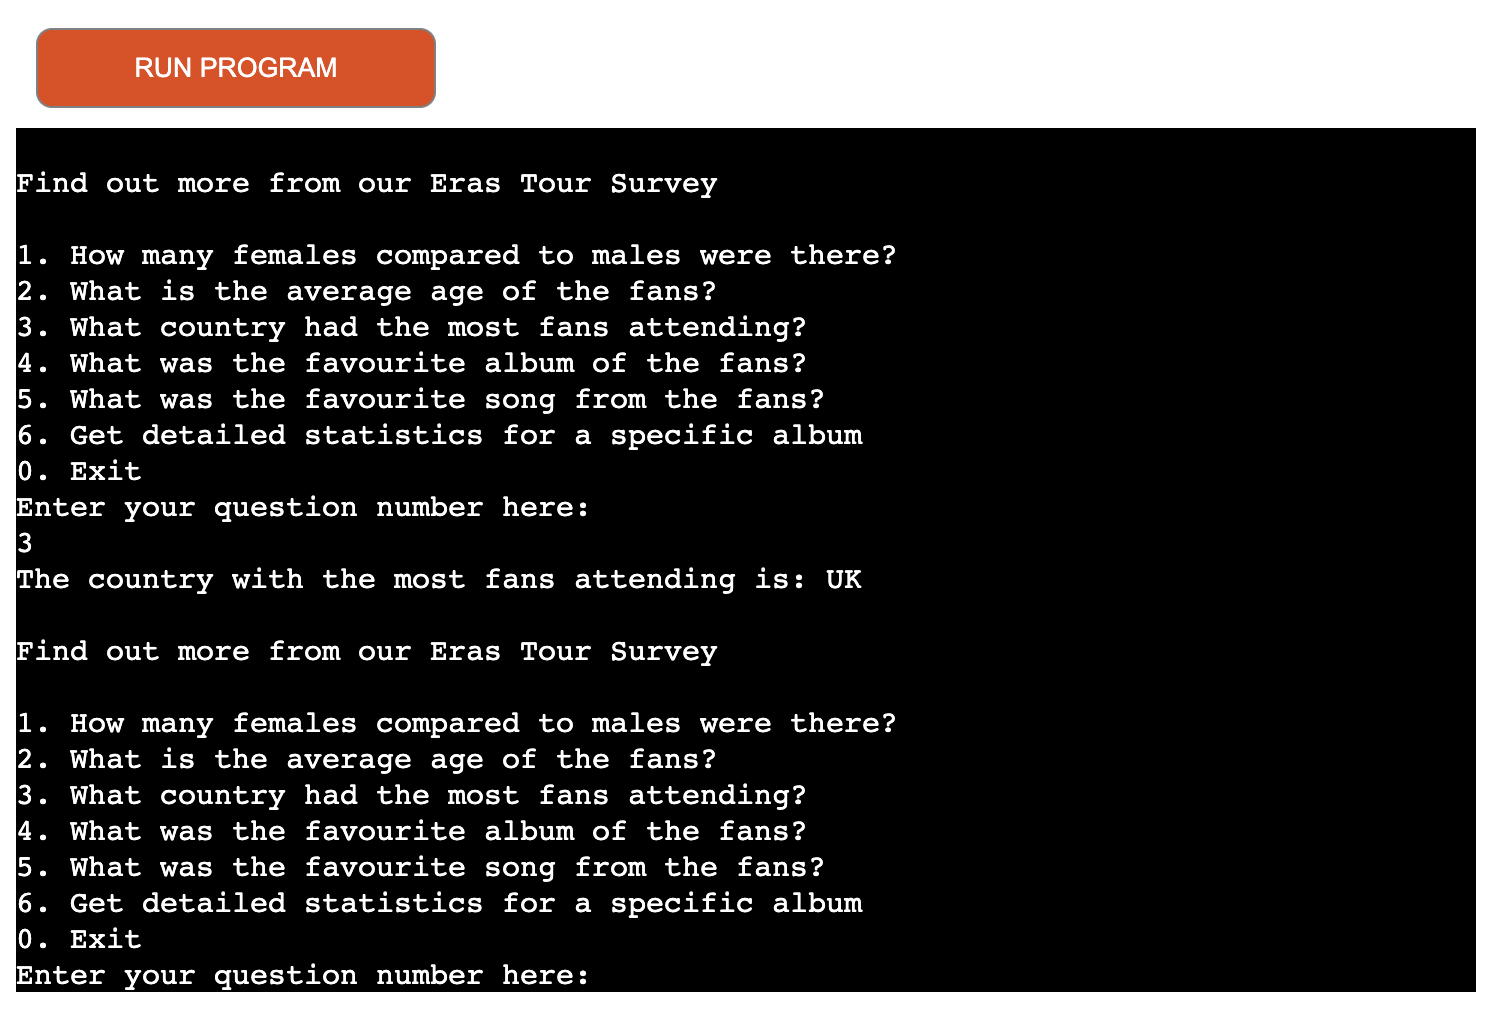 RUN PROGRAM
Find out more from our Eras Tour Survey
1. How many females compared to males were there?
2. What is the average age of the fans?
3. What country had the most fans attending?
4. What was the favourite album of the fans?
5. What was the favourite song from the fans?
6. Get detailed statistics for a specific album
0. Exit
Enter your question number here:
3
The country with the most fans attending is: UK
Find out more from our Eras Tour Survey
1. How many females compared to males were there?
2. What is the average age of the fans?
3. What country had the most fans attending?
4. What was the favourite album of the fans?
5. What was the favourite song from the fans?
6. Get detailed statistics for a specific album
0. Exit
Enter your question number here: